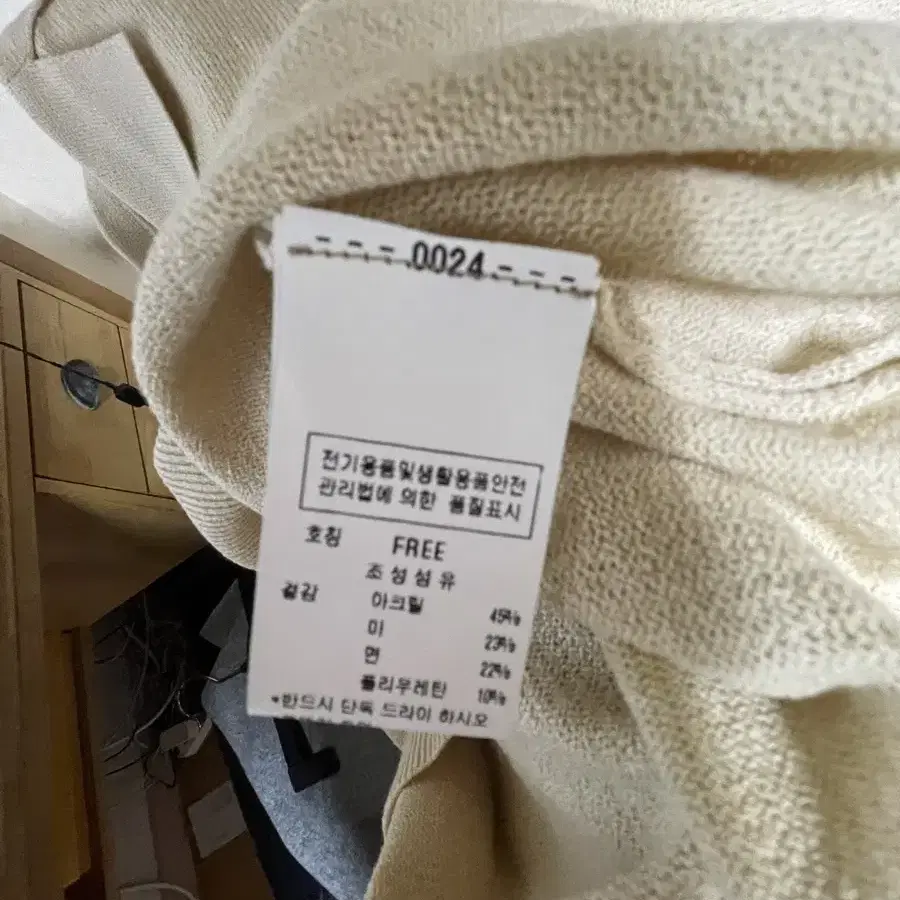 ---.0024---
전기용품및생활용품안전
관리법에 의한 품질표시
호칭 FREE
조성섬유
겉감 아크릴 45%
미 23%
면 22%
폴리우레탄 10%
*반드시 단독 드라이 하시오